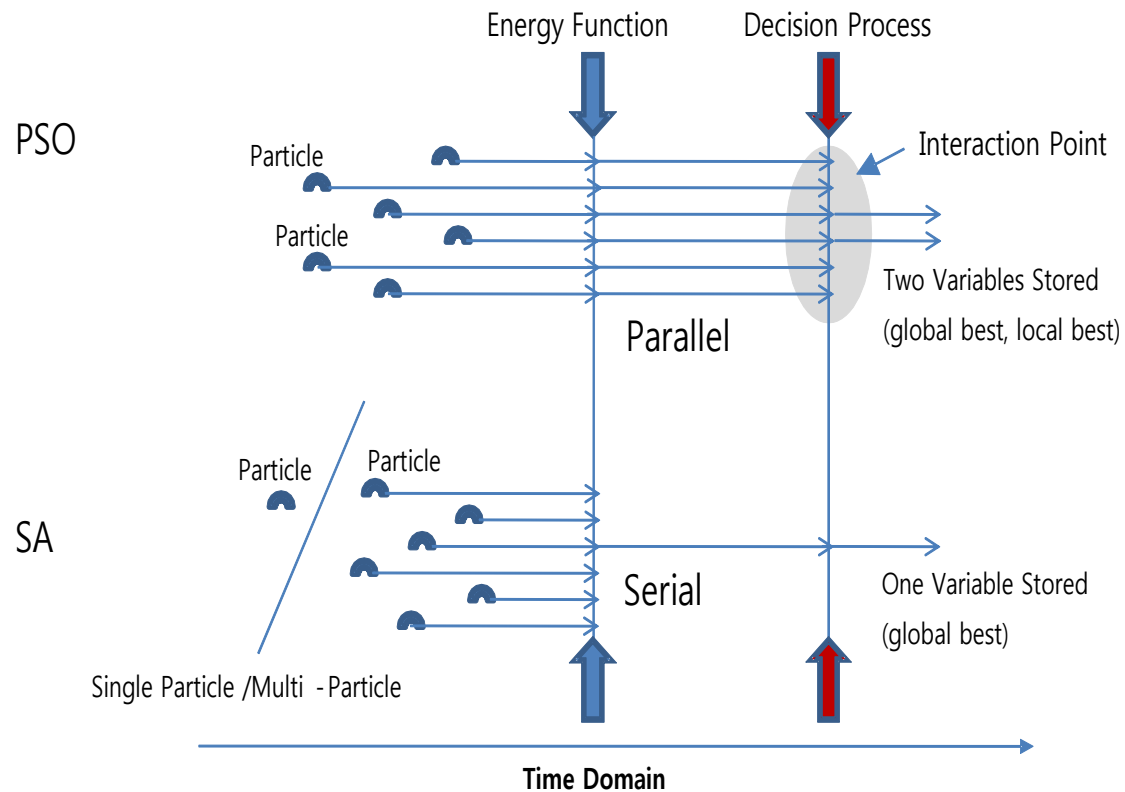 Energy Function
Decision Process
PSO
Interaction Point
Particle
Particle
Two Variables Stored
(global best, local best)
Parallel
Particle
Particle
SA
Serial
One Variable Stored
(global best)
Single Particle /Multi - Particle
Time Domain